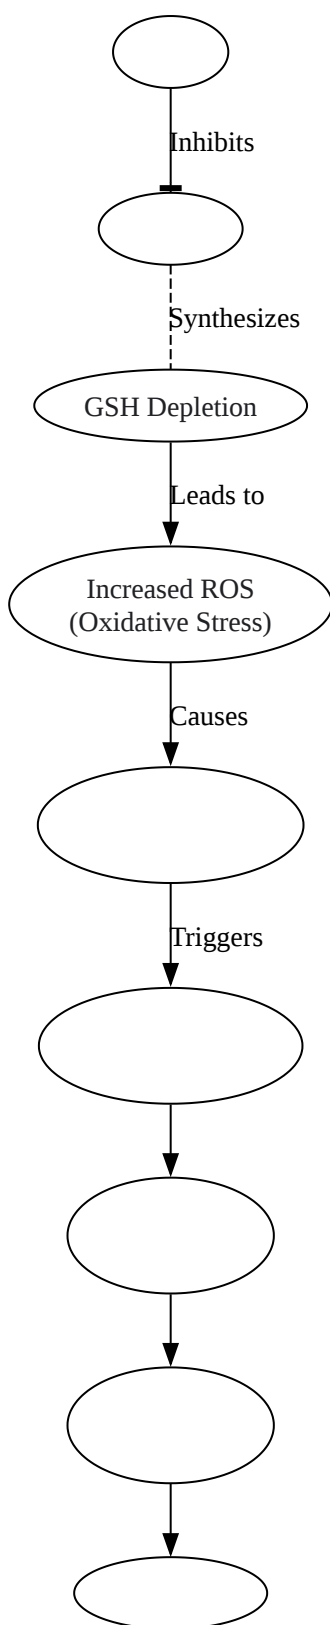 Inhibits
Synthesizes
GSH Depletion
Leads to
Increased ROS
(Oxidative Stress)
Causes
Triggers